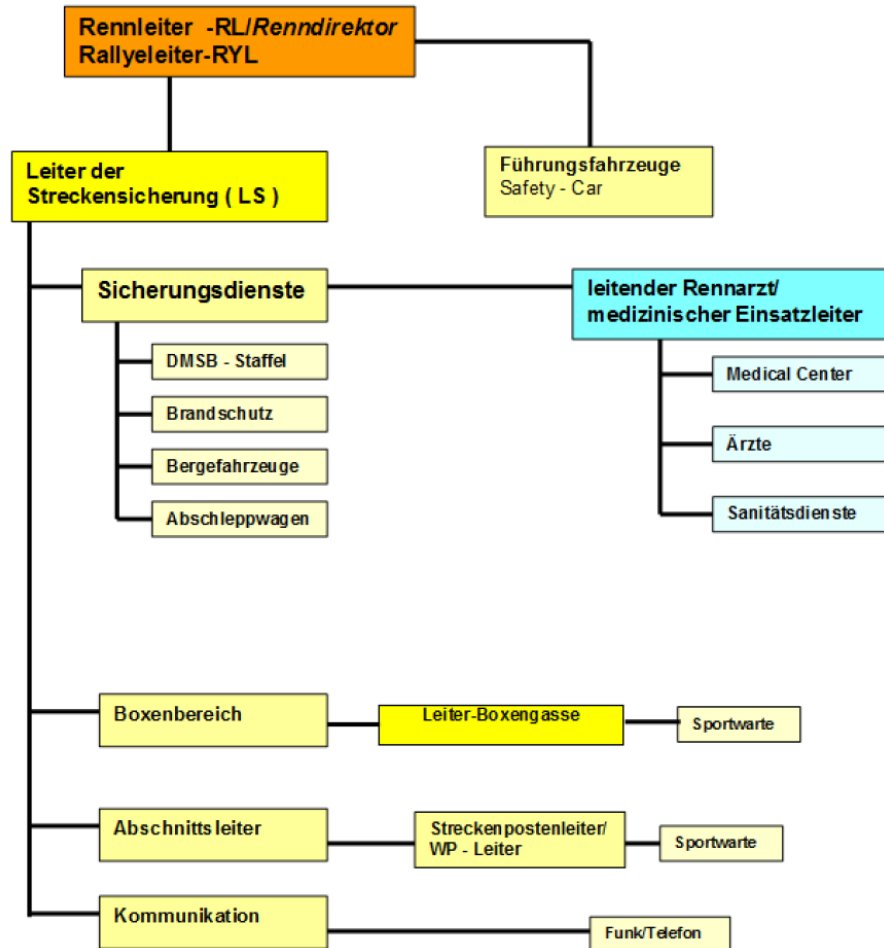 Rennleiter -RL/Renndirektor
Rallyeleiter-RYL
Leiter der
Streckensicherung ( LS )
Führungsfahrzeuge
Safety - Car
Sicherungsdienste
leitender Rennarzt/
medizinischer Einsatzleiter
DMSB - Staffel
Brandschutz
Bergefahrzeuge
Abschleppwagen
Medical Center
Ärzte
Sanitätsdienste
Boxenbereich
Leiter-Boxengasse
Sportwarte
Abschnittsleiter
Streckenpostenleiter/
WP - Leiter
Sportwarte
Kommunikation
Funk/Telefon